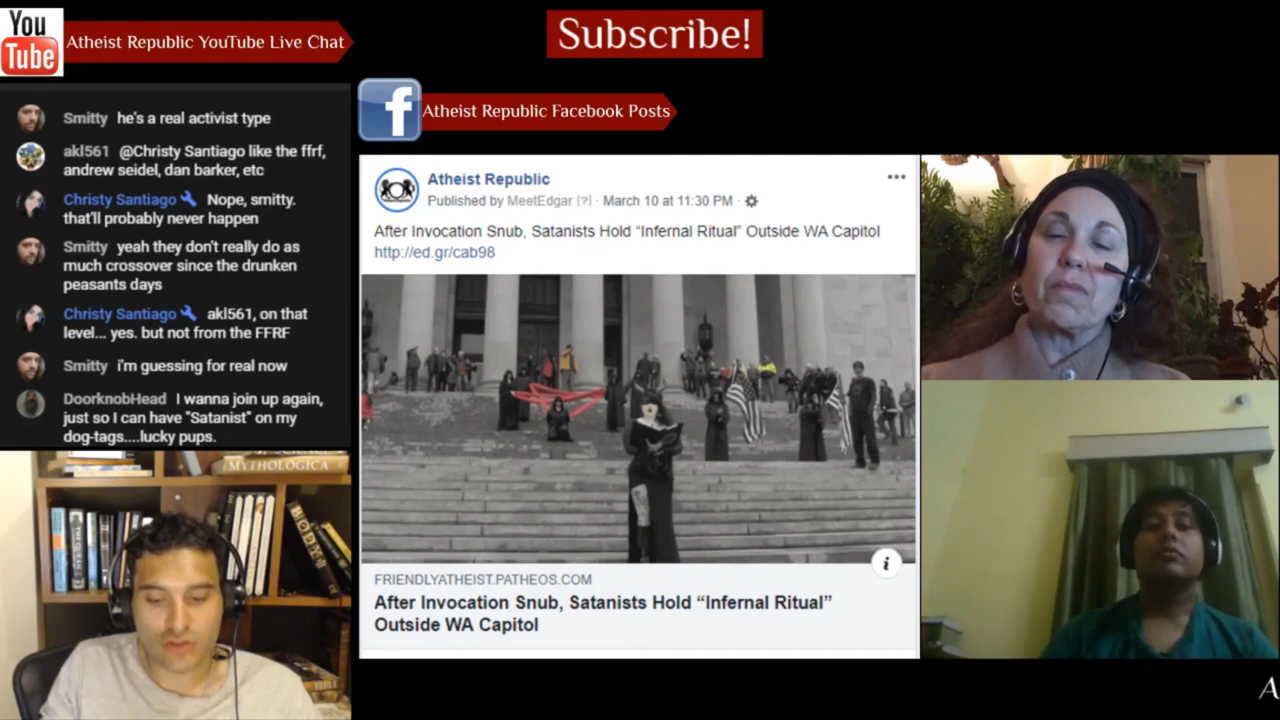 You
Tube
Atheist Republic YouTube Live Chat
Subscribe!
Smitty he's a real activist type
akl561 @Christy Santiago like the ffrf,
andrew seidel, dan barker, etc
Christy Santiago Nope, smitty.
that'll probably never happen
Smitty yeah they don't really do as
much crossover since the drunken
peasants days
Christy Santiago akl561, on that
level... yes. but not from the FFRF
Smitty i'm guessing for real now
DoorknobHead I wanna join up again,
just so I can have "Satanist" on my
dog-tags....lucky pups.
f
Atheist Republic Facebook Posts
Atheist Republic
Published by MeetEdgar [?] · March 10 at 11:30 PM ·
After Invocation Snub, Satanists Hold “Infernal Ritual” Outside WA Capitol
http://ed.gr/cab98
i
FRIENDLYATHEIST.PATHEOS.COM
After Invocation Snub, Satanists Hold “Infernal Ritual”
Outside WA Capitol
MYTHOLOGICA
BODY
BIBLE
A